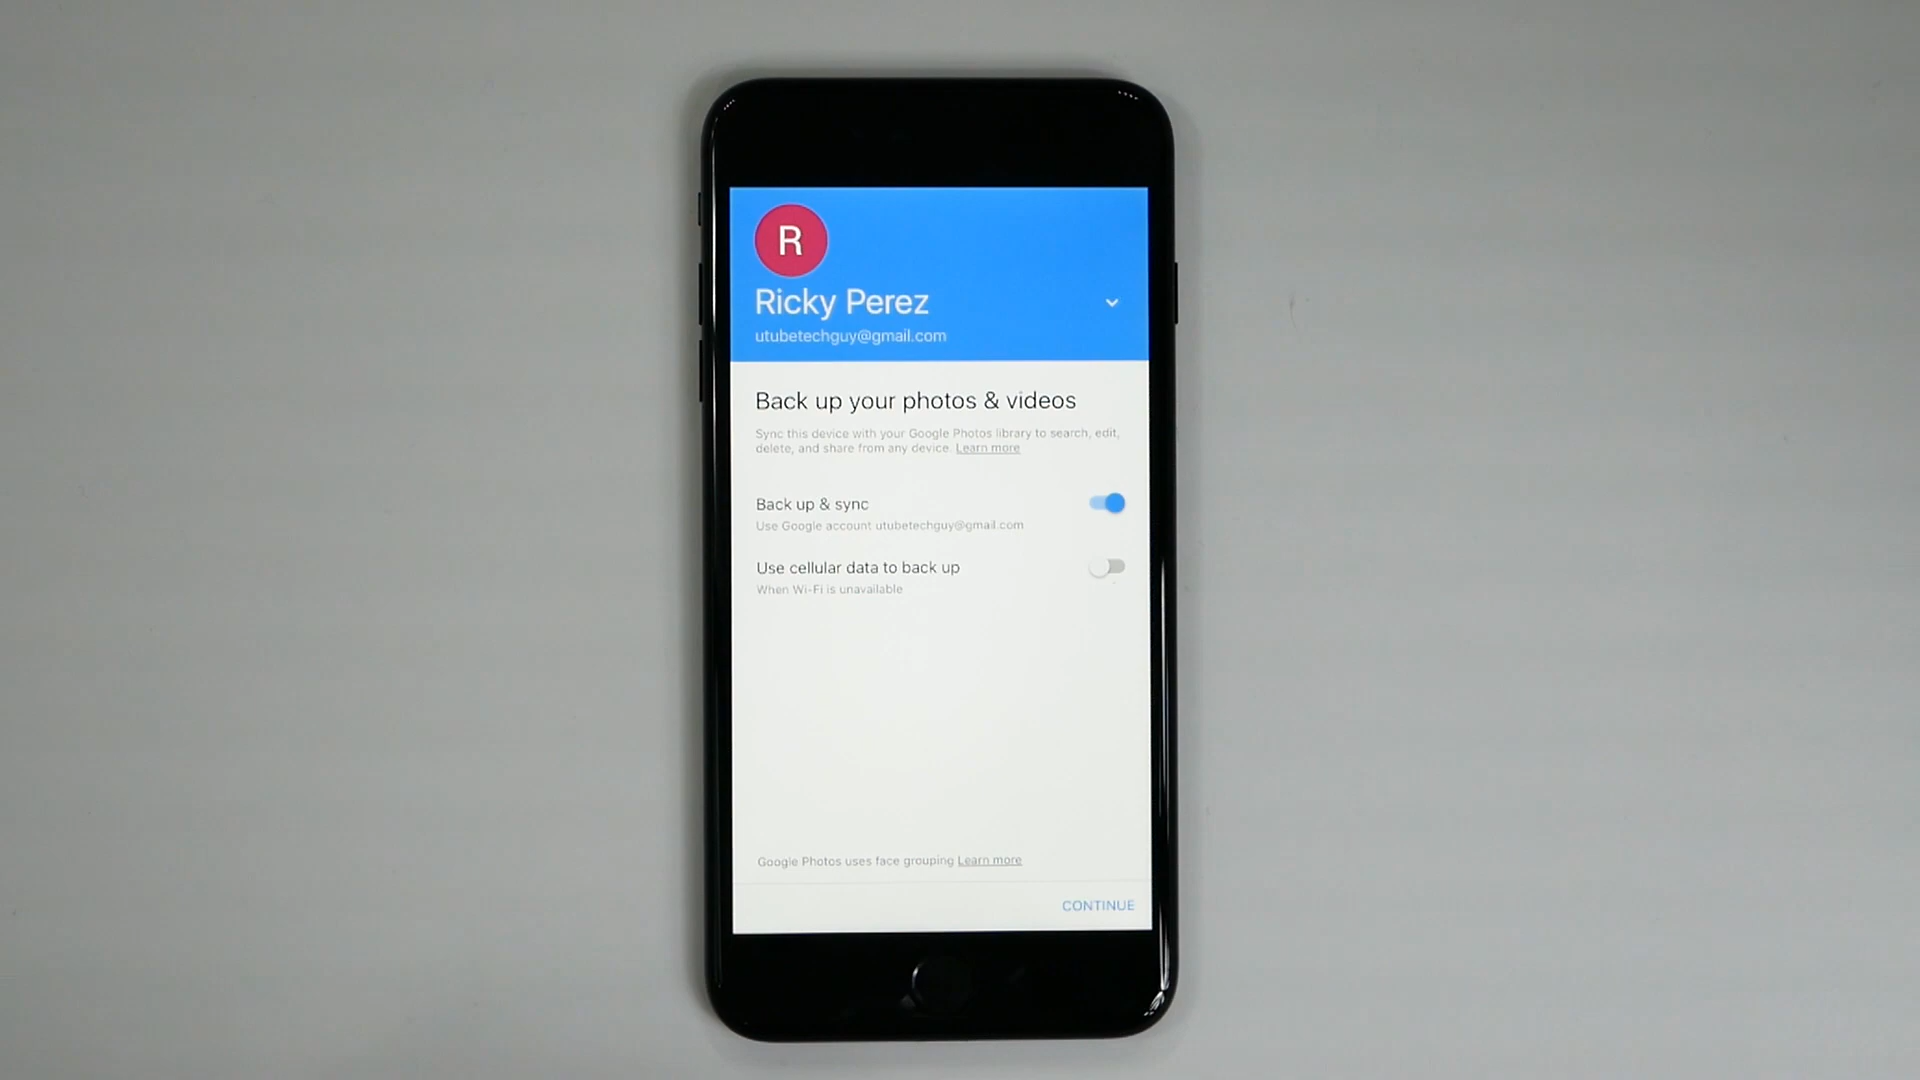 R
Ricky Perez
utubetechguy@gmail.com
Back up your photos & videos
Sync this device with your Google Photos library to search, edit,
delete, and share from any device. Learn more
Back up & sync
Use Google account utubetechguy@gmail.com
Use cellular data to back up
When Wi-Fi is unavailable
Google Photos uses face grouping Learn more
CONTINUE